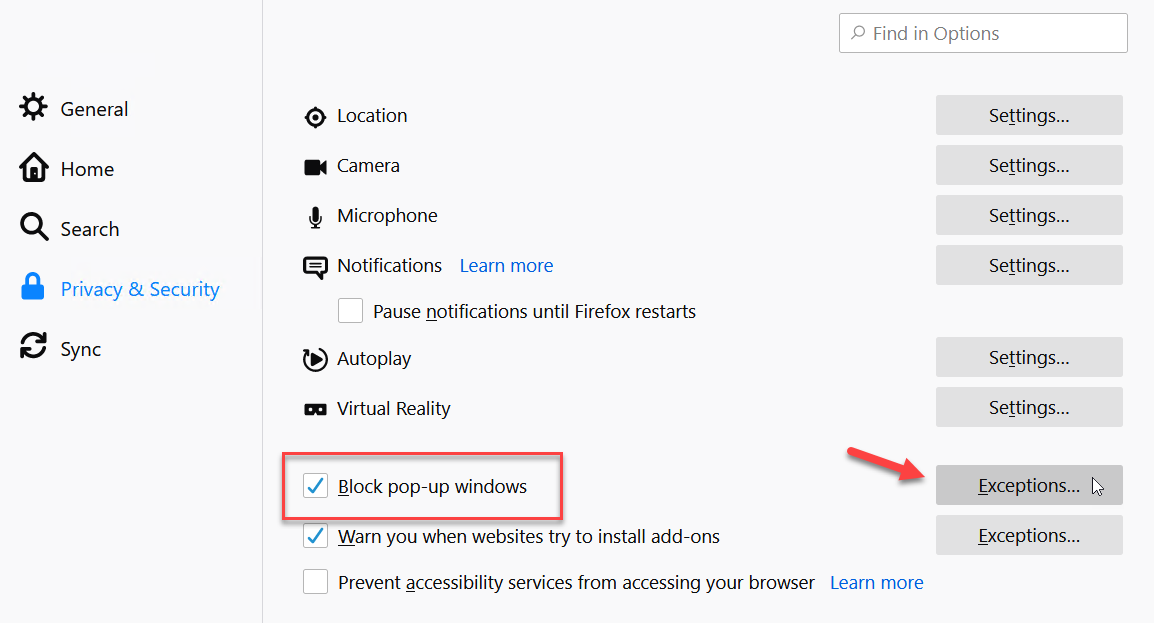 Find in Options
General
Home
Search
Privacy & Security
Sync
Location Settings...
Camera Settings...
Microphone Settings...
Notifications Learn more Settings...
Pause notifications until Firefox restarts
Autoplay Settings...
Virtual Reality Settings...
Block pop-up windows Exceptions...
Warn you when websites try to install add-ons Exceptions...
Prevent accessibility services from accessing your browser Learn more